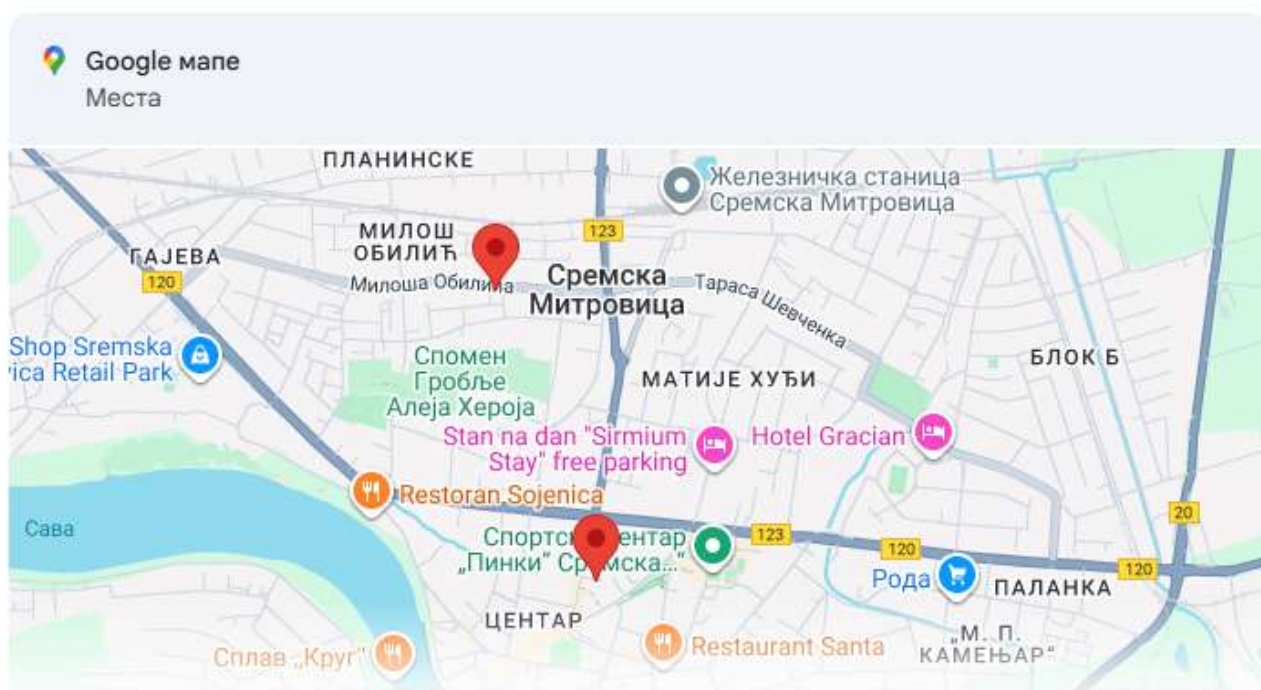 Google мапе
Места
ПЛАНИНСКЕ
Железничка станица
Сремска Митровица
МИЛОШ
ОБИЛИЋ
123
ГАЈЕВА
120
Милоша Обилића
Сремска
Митровица
Тараса Шевченка
Shop Sremska
vica Retail Park
Спомен
Гробље
Алеја Хероја
МАТИЈЕ ХУЂИ
БЛОК Б
Stan na dan "Sirmium
Stay" free parking
Hotel Gracian
Restoran Sojenica
Сава
Спортски центар
„Пинки“ Сремска...“
123
120
20
120
Рода
ПАЛАНКА
ЦЕНТАР
Сплав „Круг“
Restaurant Santa
„М. П.
КАМЕЊАР“